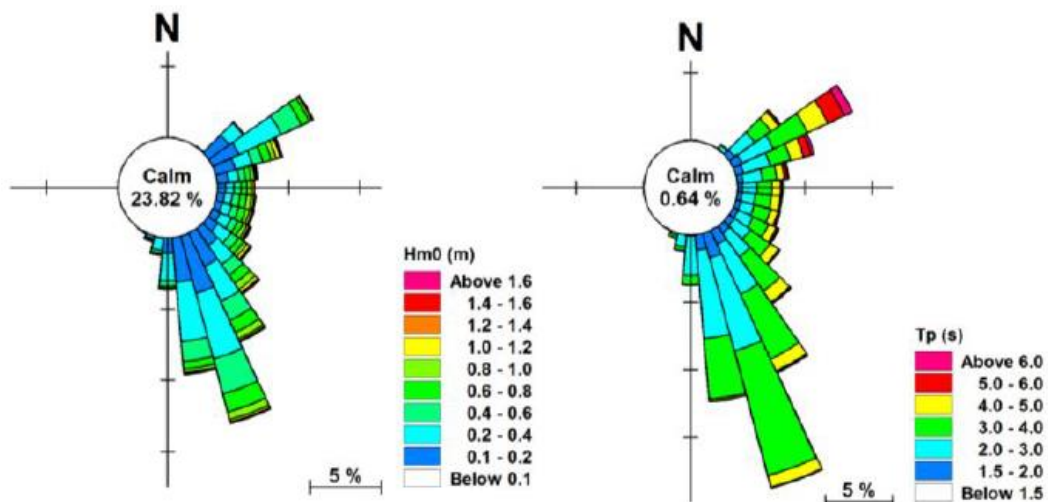 N
Calm
23.82 %
Hm0 (m)
Above 1.6
1.4 - 1.6
1.2 - 1.4
1.0 - 1.2
0.8 - 1.0
0.6 - 0.8
0.4 - 0.6
0.2 - 0.4
0.1 - 0.2
Below 0.1
5 %
N
Calm
0.64 %
Tp (s)
Above 6.0
5.0 - 6.0
4.0 - 5.0
3.0 - 4.0
2.0 - 3.0
1.5 - 2.0
Below 1.5
5 %